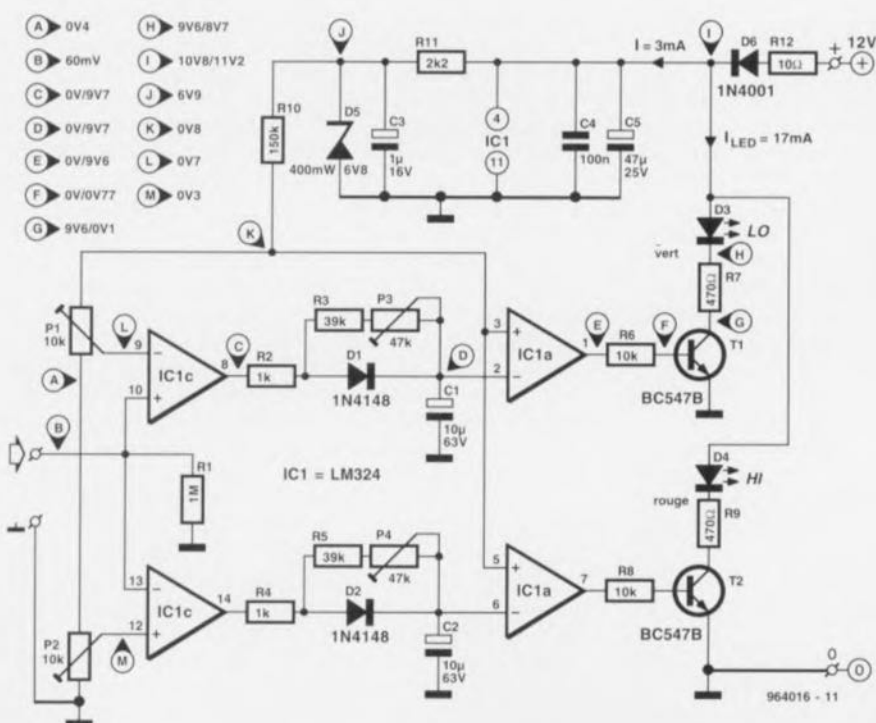 A 0V4
B 60mV
C 0V/9V7
D 0V/9V7
E 0V/9V6
F 0V/0V77
G 9V6/0V1
H 9V6/8V7
I 10V8/11V2
J 6V9
K 0V8
L 0V7
M 0V3
J
R11
2k2
I = 3mA
I
D6
1N4001
R12
10Ω
+
12V
+
R10
150k
D5
400mW 6V8
C3
1µ
16V
4
IC1
11
C4
100n
C5
47µ
25V
I LED = 17mA
K
D3
LO
vert
H
R7
470Ω
G
T1
BC547B
P1
10k
L
A
9
−
10
+
IC1c
8
C
R2
1k
R3
39k
P3
47k
D1
1N4148
D
C1
10µ
63V
3
+
2
−
IC1a
1
E
R6
10k
F
B
R1
1M
IC1 = LM324
D4
HI
rouge
R9
470Ω
T2
BC547B
P2
10k
M
13
−
12
+
IC1c
14
R4
1k
R5
39k
P4
47k
D2
1N4148
C2
10µ
63V
5
+
6
−
IC1a
7
R8
10k
0
0
964016 - 11